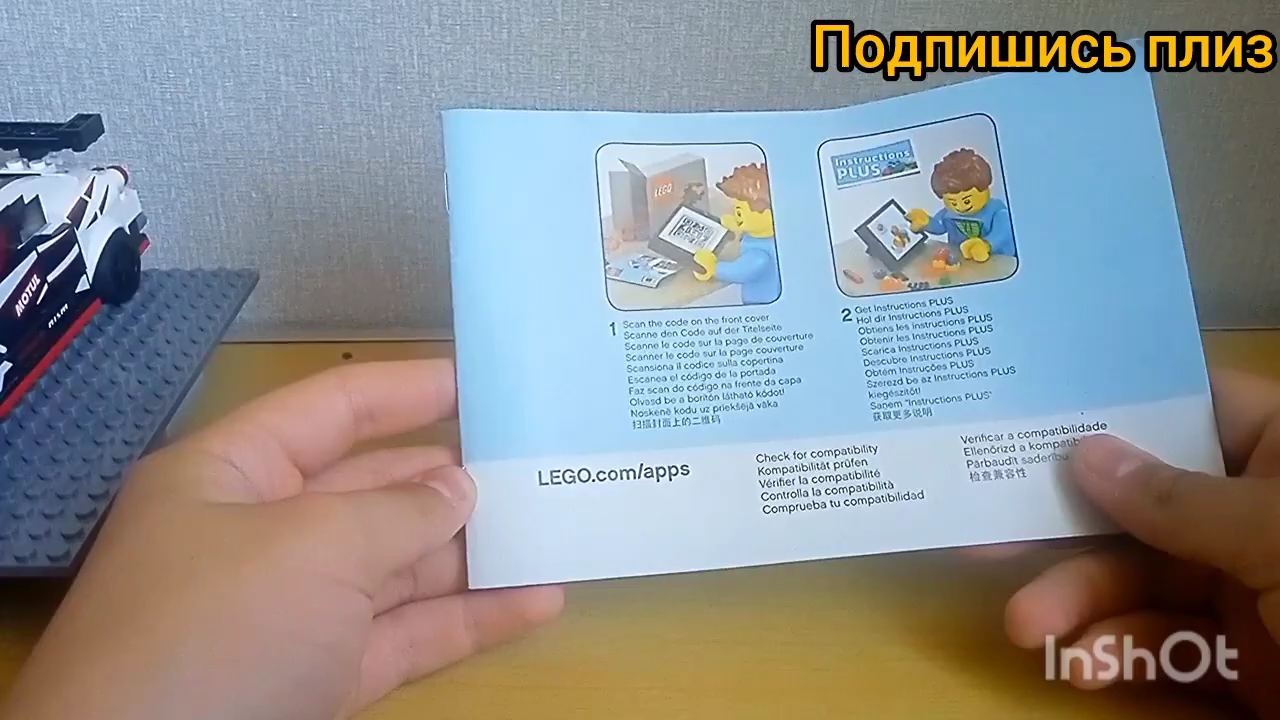 Подпишись плиз
LEGO
Instructions
PLUS
MOTUL
nismo
1 Scan the code on the front cover
Scanne den Code auf der Titelseite
Scanne le code sur la page de couverture
Scanner le code sur la page couverture
Scansiona il codice sulla copertina
Escanea el código de la portada
Faz scan do código na frente da capa
Olvasd be a borítón látható kódot!
Noskenē kodu uz priekšējā vāka
扫描封面上的二维码
2 Get Instructions PLUS
Hol dir Instructions PLUS
Obtiens les instructions PLUS
Obtenir les Instructions PLUS
Scarica Instructions PLUS
Descubre Instructions PLUS
Obtém Instruções PLUS
Szerezd be az Instructions PLUS
kiegészítőt!
Saņem "Instructions PLUS"
获取更多说明
LEGO.com/apps
Check for compatibility
Kompatibilität prüfen
Vérifier la compatibilité
Controlla la compatibilità
Comprueba tu compatibilidad
Verificar a compatibilidade
Ellenőrizd a
Pārbaudīt
检查兼容性
InShOt